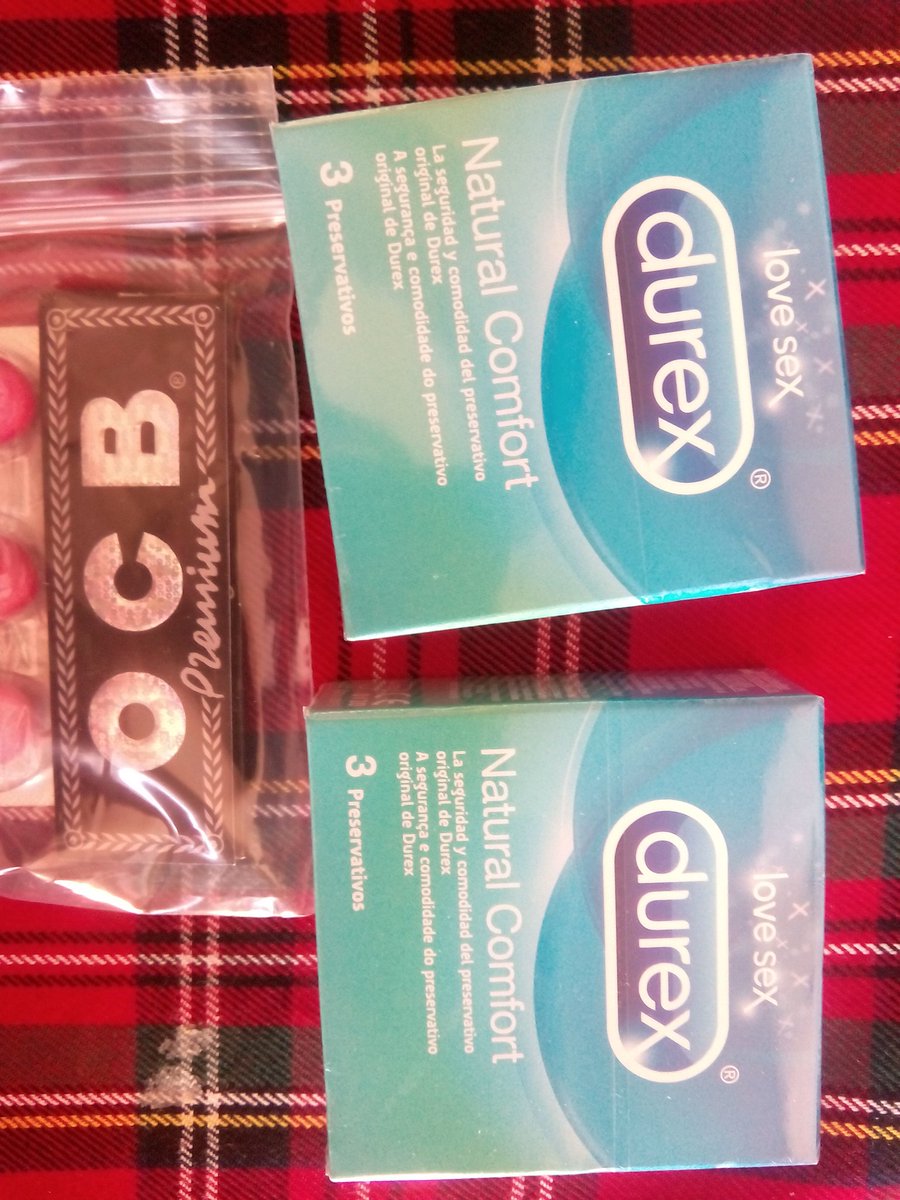 love sex
durex®
Natural Comfort
La seguridad y comodidad del preservativo
original de Durex
A segurança e comodidade do preservativo
original de Durex
3 Preservativos
love sex
durex®
Natural Comfort
La seguridad y comodidad del preservativo
original de Durex
A segurança e comodidade do preservativo
original de Durex
3 Preservativos
OCB®
Premium